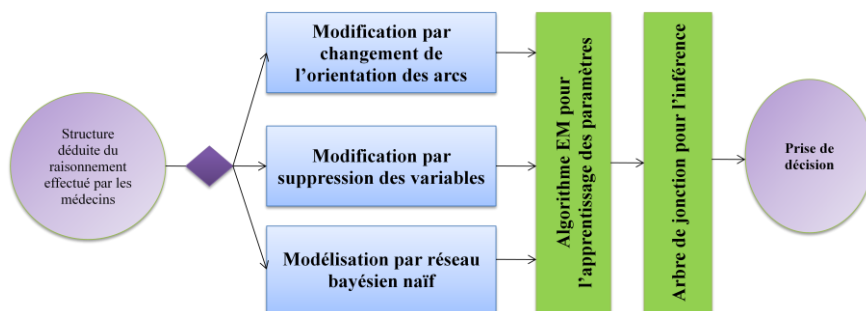 Structure
déduite du
raisonnement
effectué par les
médecins
Modification par
changement de
l'orientation des arcs
Modification par
suppression des variables
Modélisation par réseau
bayésien naïf
Algorithme EM pour
l'apprentissage des paramètres
Arbre de jonction pour l'inférence
Prise de
décision